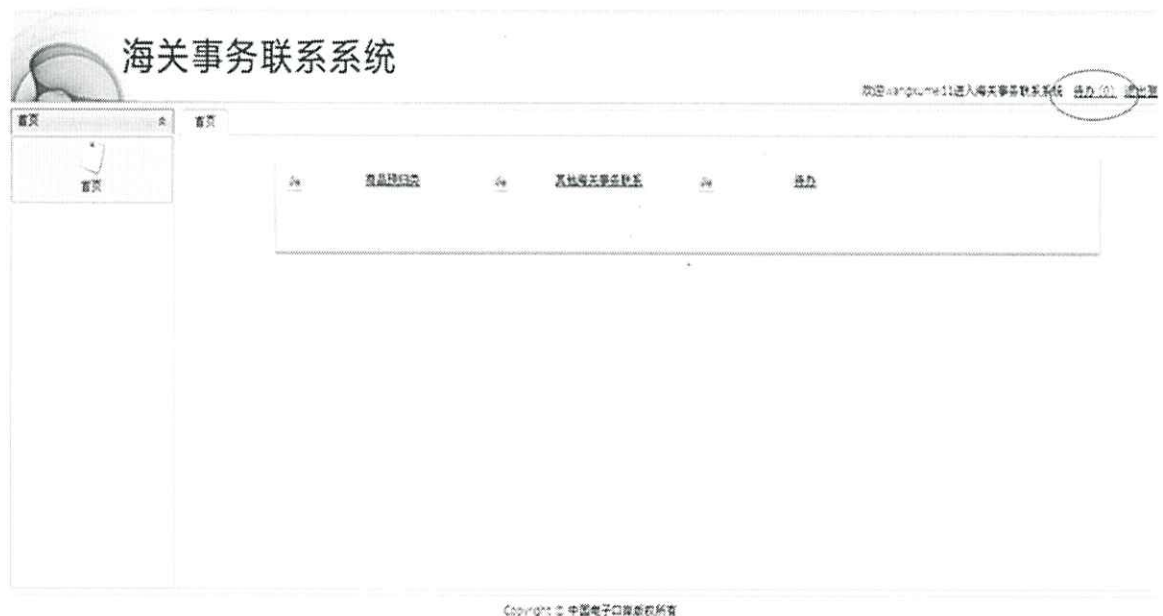 海关事务联系系统
欢迎wangxume11进入海关事务联系系统 待办(0) 退出
首页 首页
首页
商品预归类 其他海关事务联系 待办
Copyright © 中国电子口岸版权所有